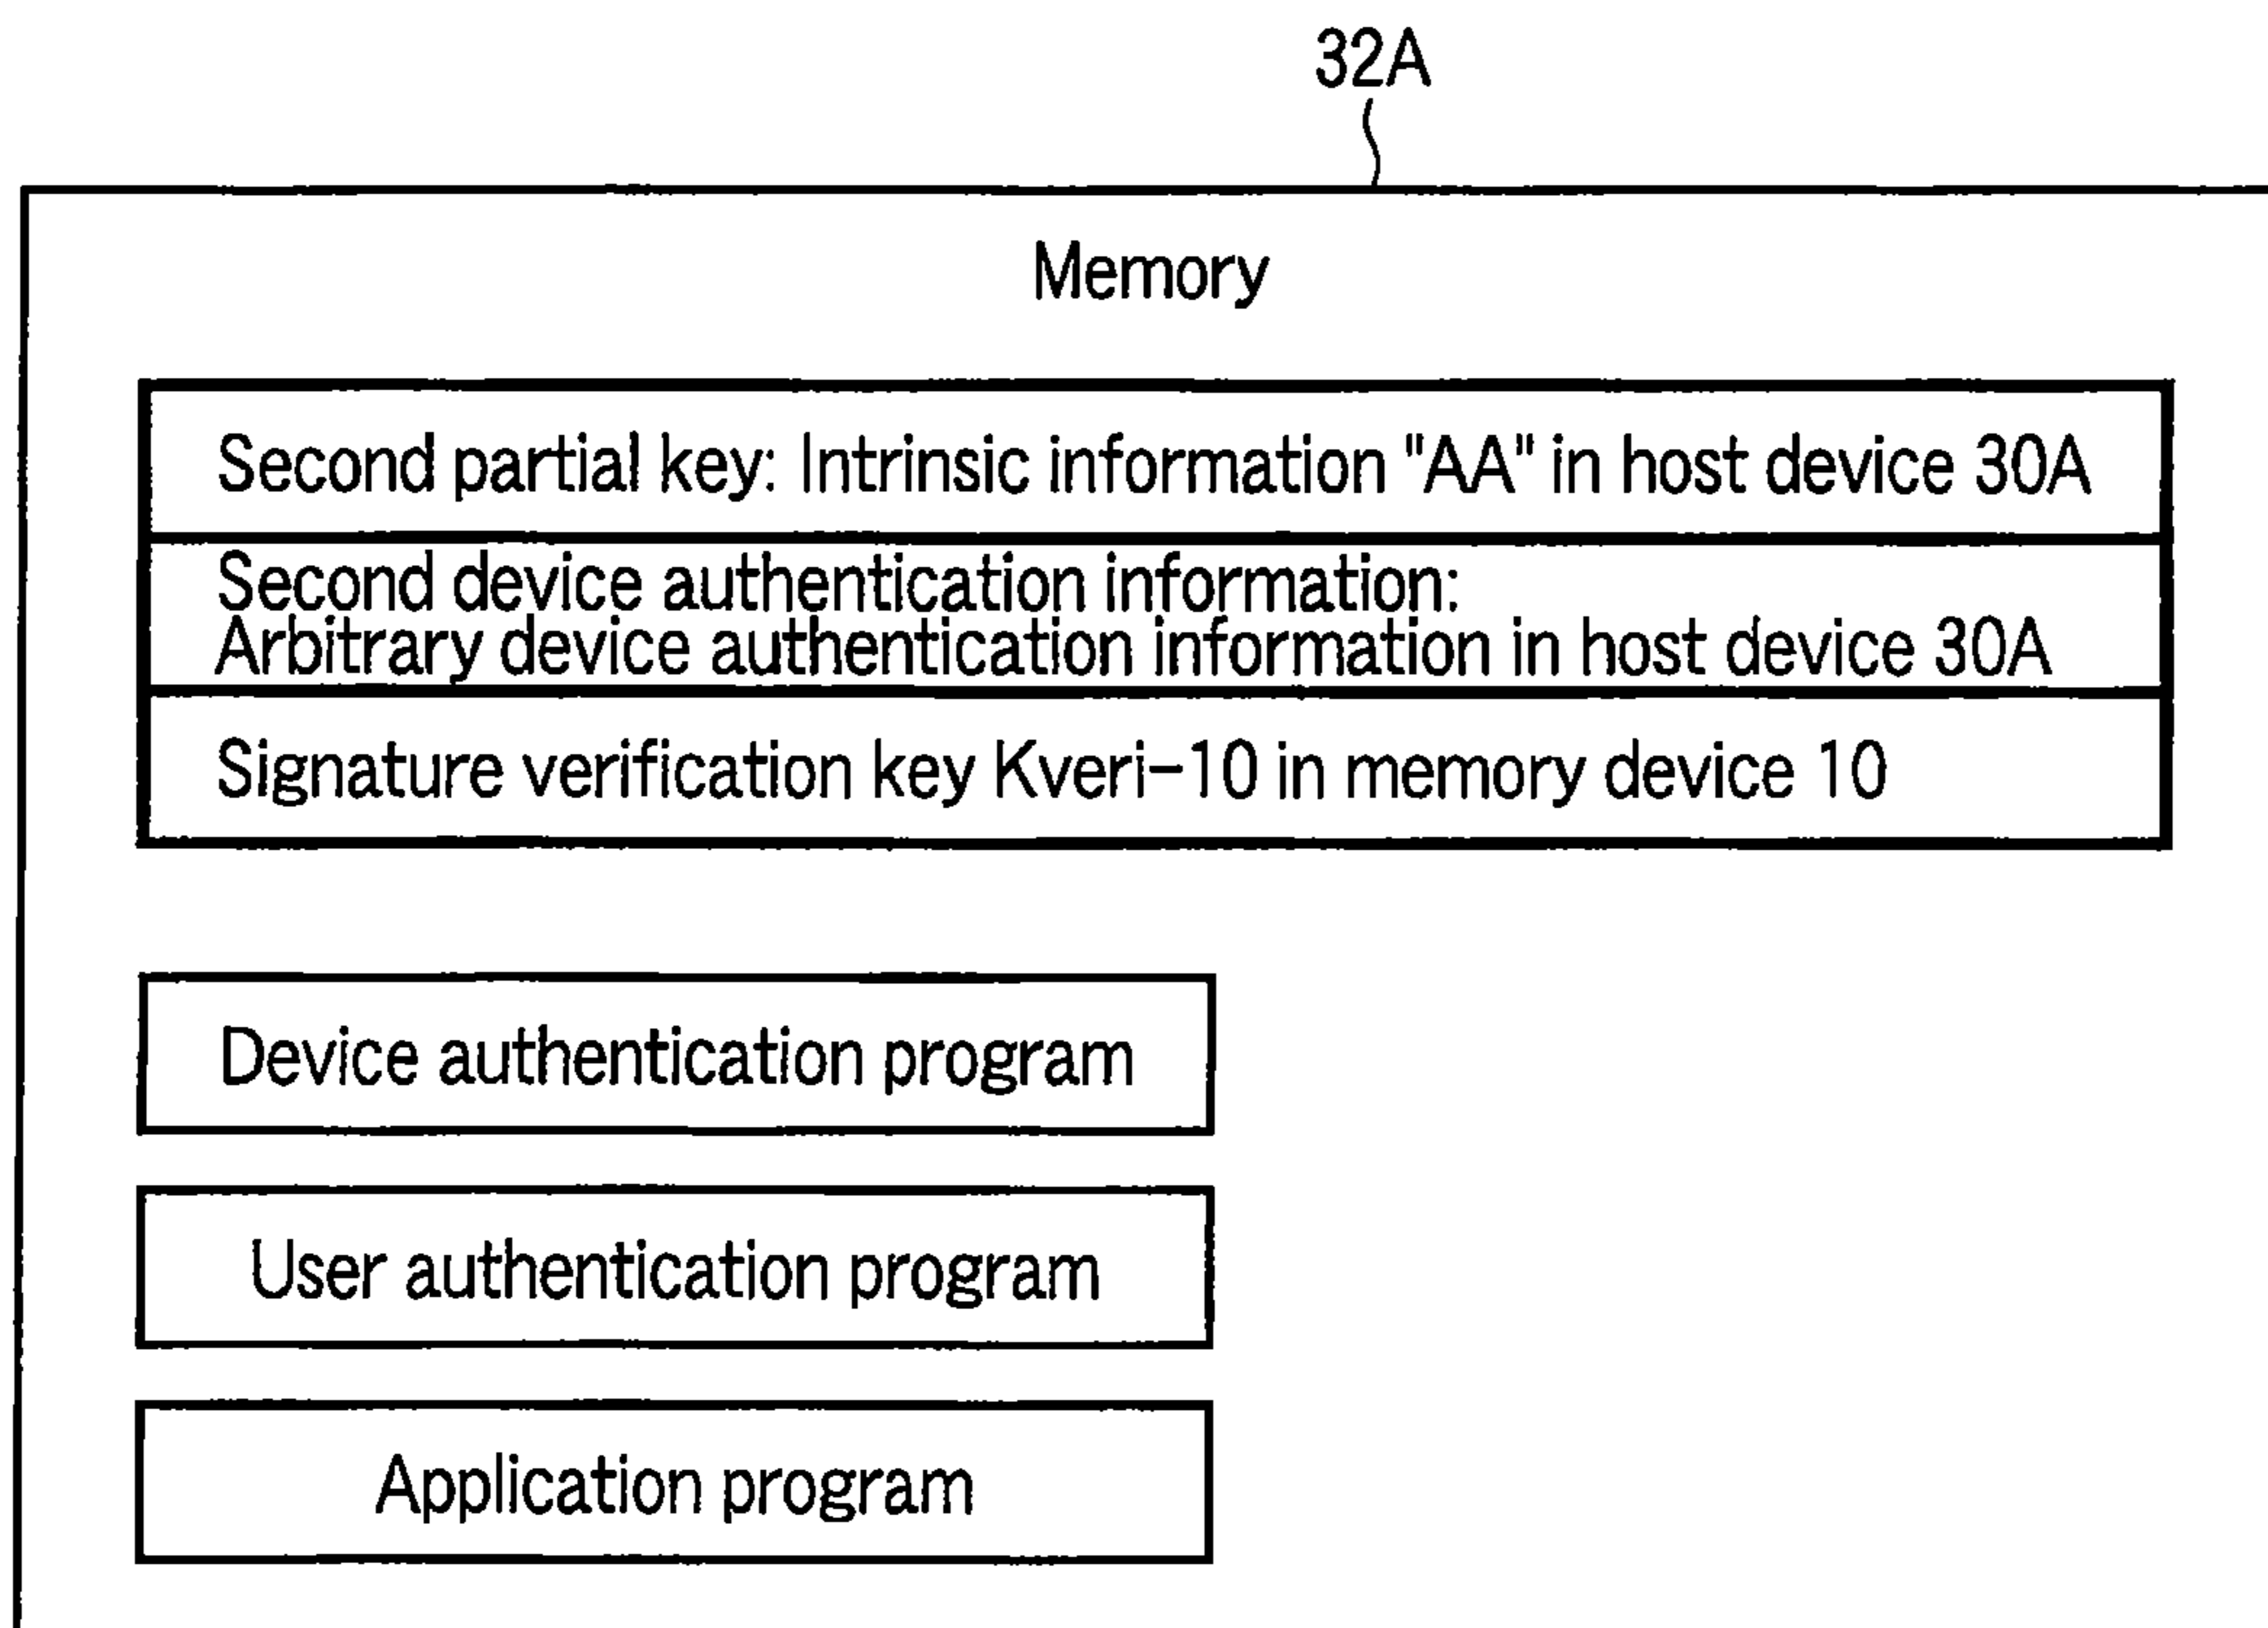 32A
Memory
Second partial key: Intrinsic information "AA" in host device 30A
Second device authentication information:
Arbitrary device authentication information in host device 30A
Signature verification key Kveri-10 in memory device 10
Device authentication program
User authentication program
Application program